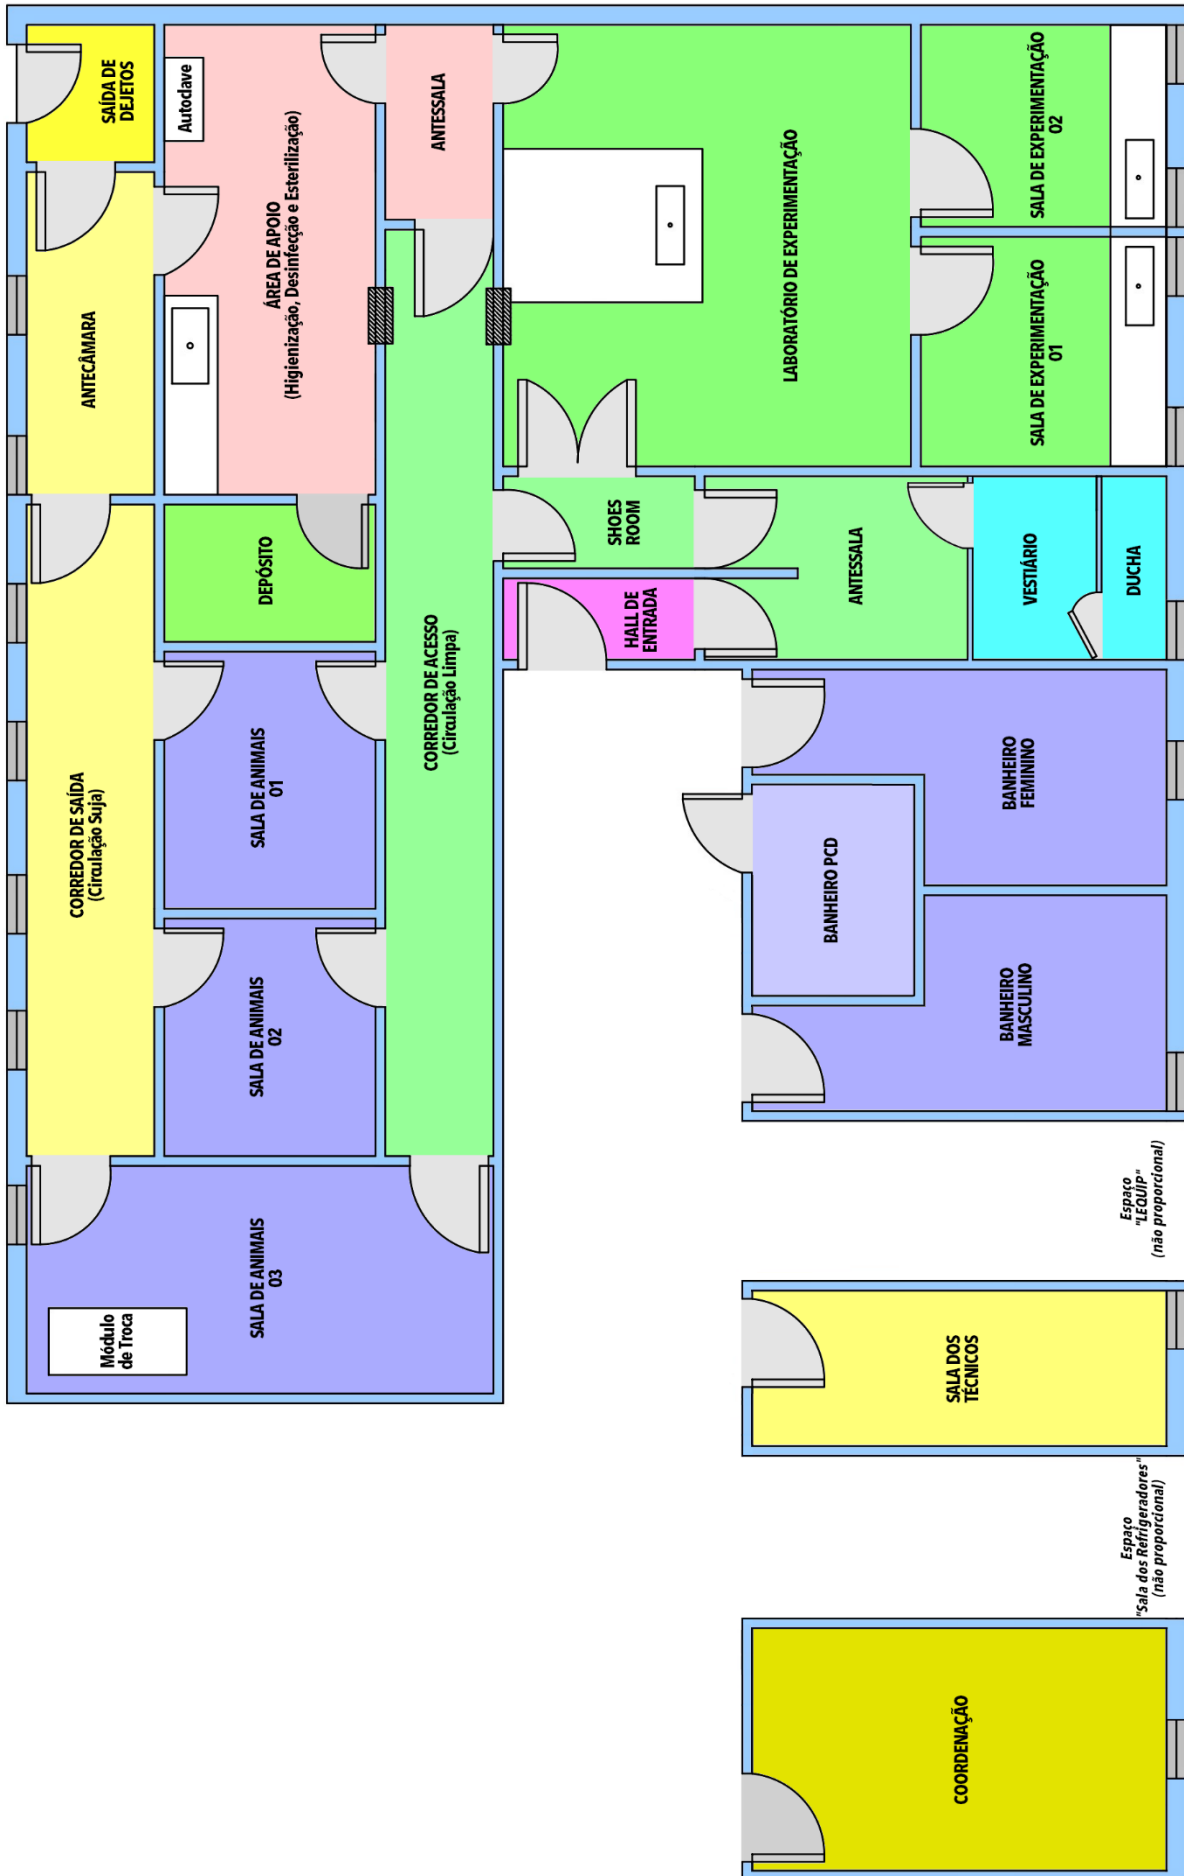 SAÍDA DE
DEJETOS
Autoclave
ANTESSALA
ANTECÂMARA
ÁREA DE APOIO
(Higienização, Desinfecção e Esterilização)
LABORATÓRIO DE EXPERIMENTAÇÃO
SALA DE EXPERIMENTAÇÃO
02
SALA DE EXPERIMENTAÇÃO
01
DEPÓSITO
SHOES
ROOM
HALL DE
ENTRADA
ANTESSALA
VESTIÁRIO
DUCHA
CORREDOR DE SAÍDA
(Circulação Suja)
SALA DE ANIMAIS
01
CORREDOR DE ACESSO
(Circulação Limpa)
SALA DE ANIMAIS
02
SALA DE ANIMAIS
03
Módulo
de Troca
BANHEIRO
FEMININO
BANHEIRO PCD
BANHEIRO
MASCULINO
Espaço
"LEQUIP"
(não proporcional)
SALA DOS
TÉCNICOS
Espaço
"Sala dos Refrigeradores"
(não proporcional)
COORDENAÇÃO